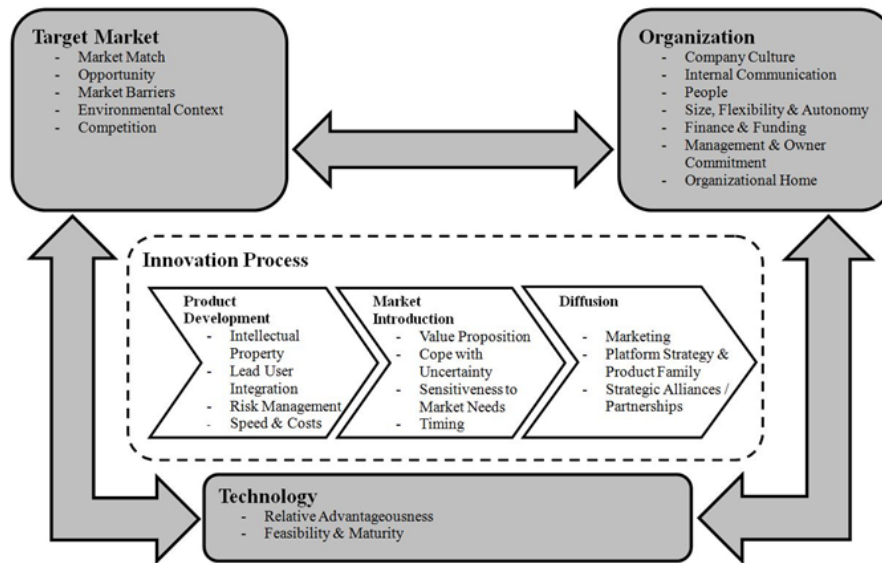 Target Market
- Market Match
- Opportunity
- Market Barriers
- Environmental Context
- Competition
Organization
- Company Culture
- Internal Communication
- People
- Size, Flexibility & Autonomy
- Finance & Funding
- Management & Owner
Commitment
- Organizational Home
Innovation Process
Product
Development
- Intellectual
Property
- Lead User
Integration
- Risk Management
- Speed & Costs
Market
Introduction
- Value Proposition
- Cope with
Uncertainty
- Sensitiveness to
Market Needs
- Timing
Diffusion
- Marketing
- Platform Strategy &
Product Family
- Strategic Alliances /
Partnerships
Technology
- Relative Advantageousness
- Feasibility & Maturity